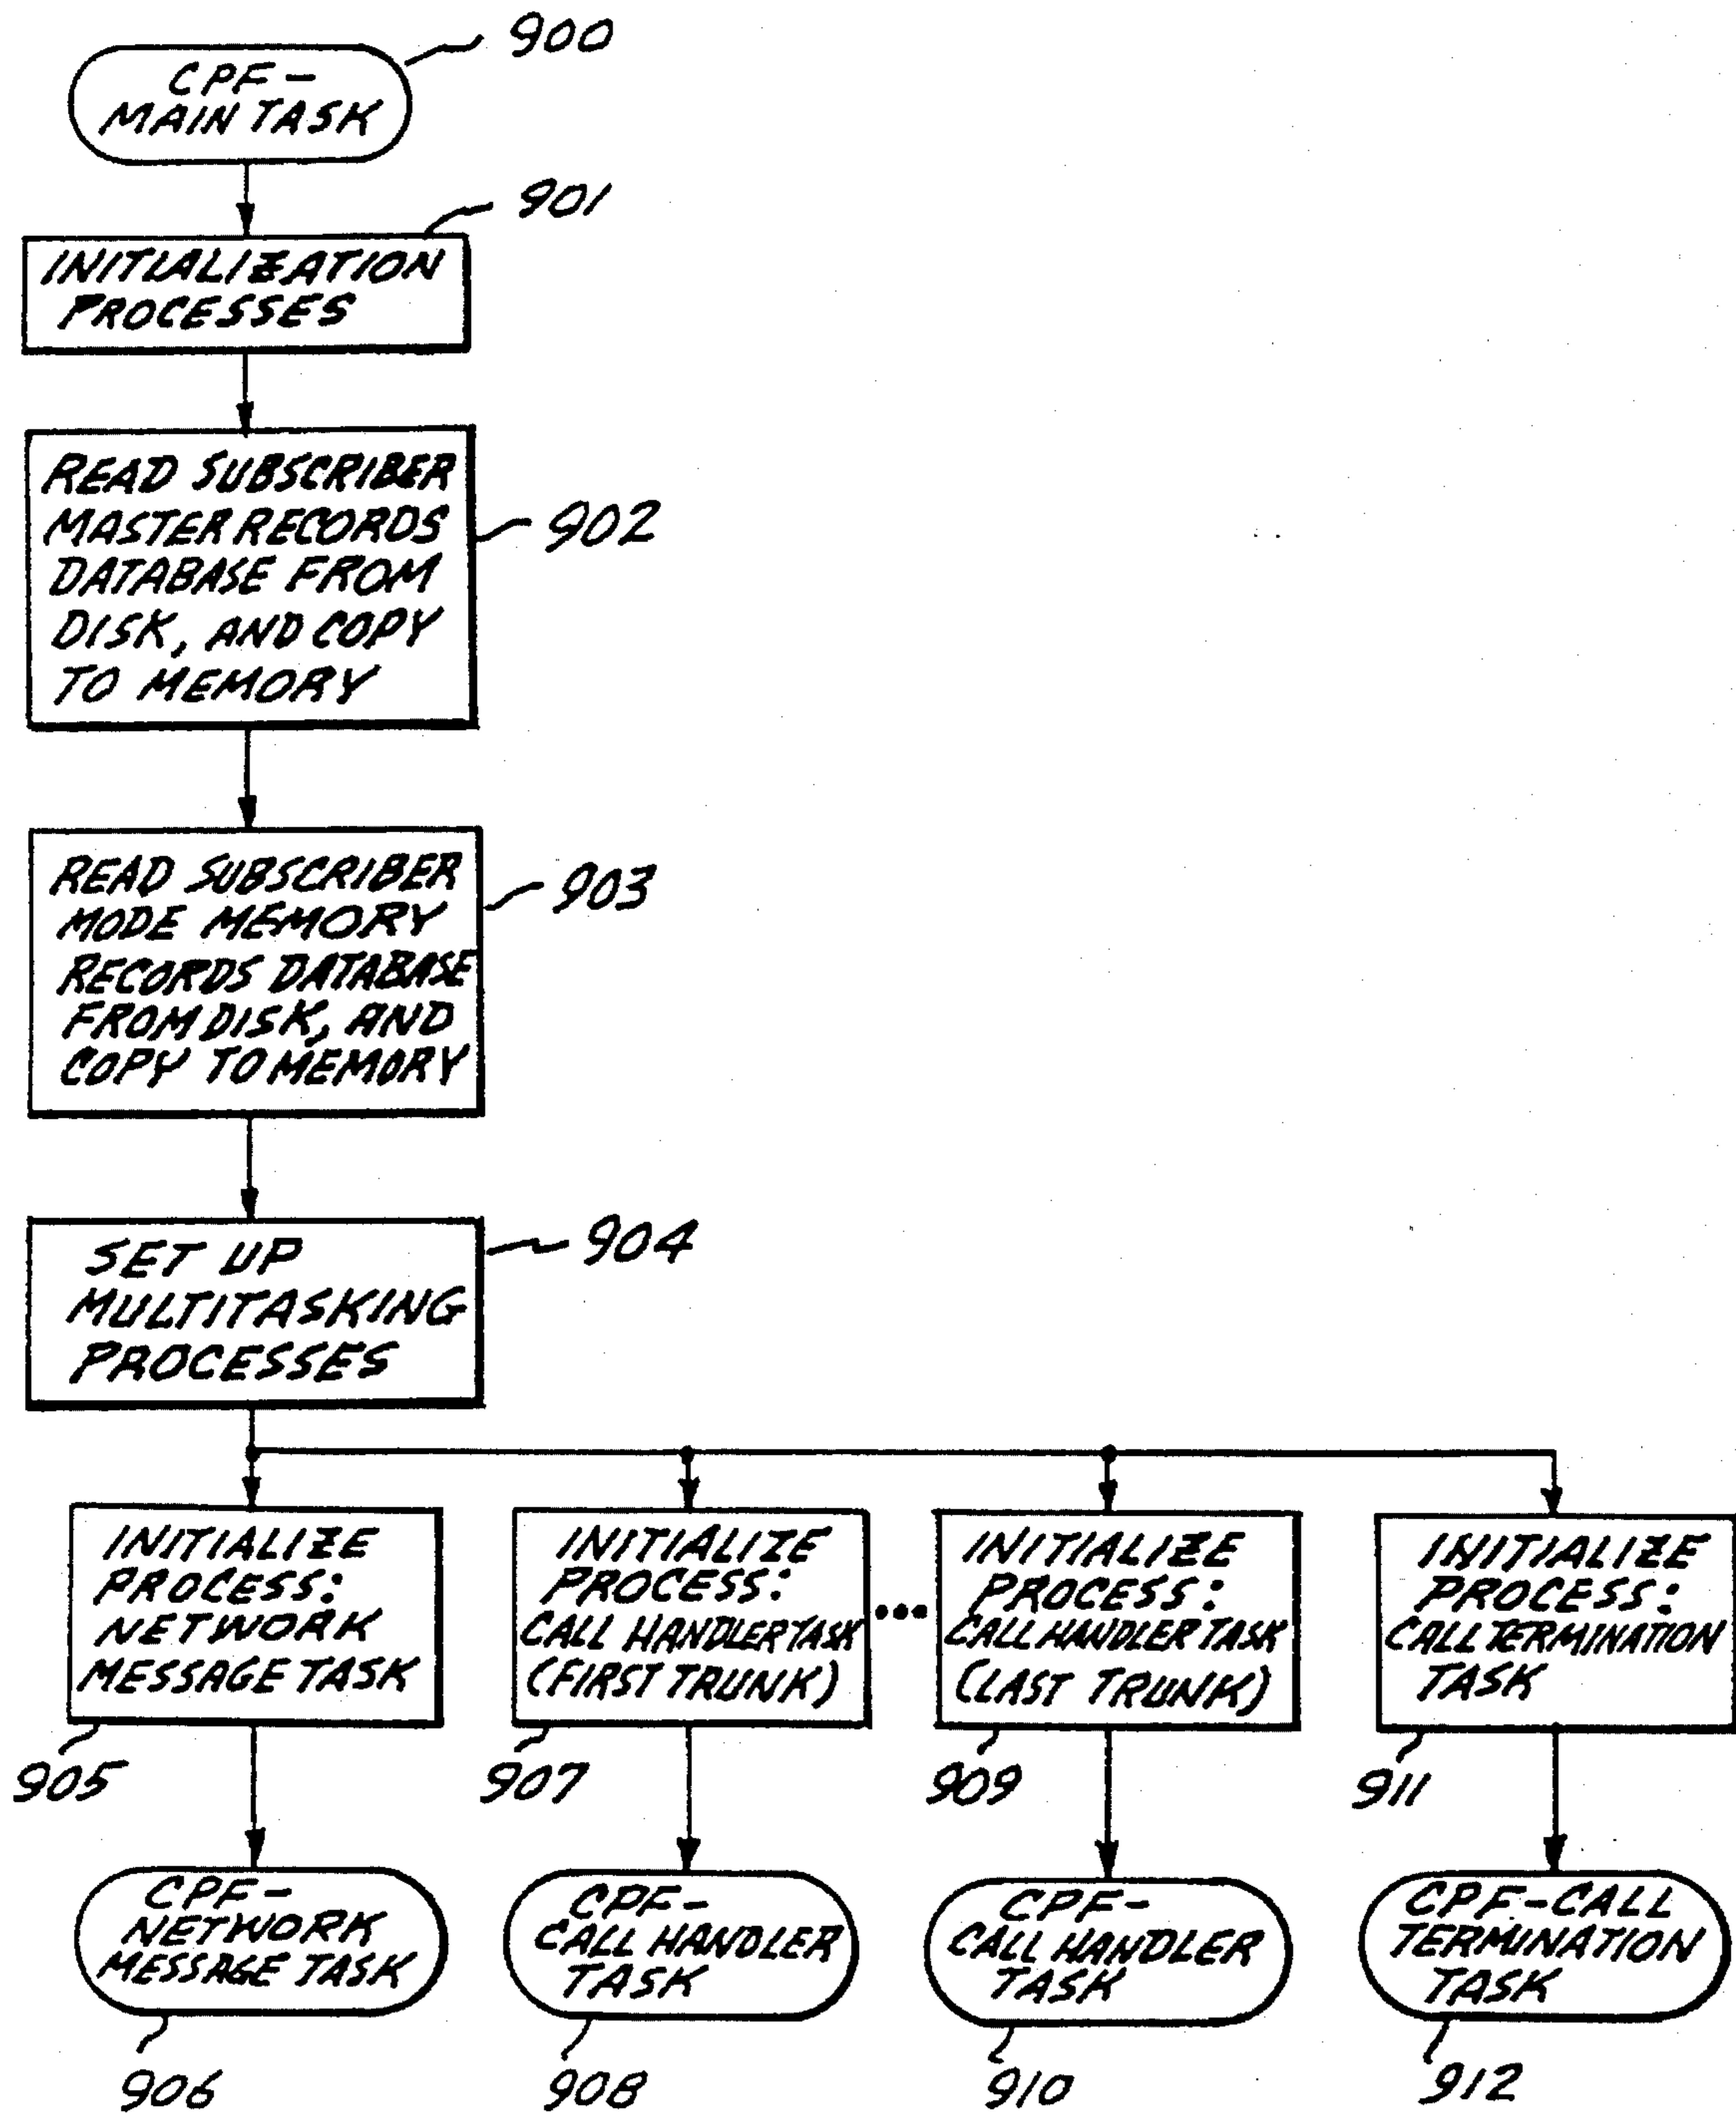 900
CPF-
MAIN TASK
901
INITIALIZATION
PROCESSES
READ SUBSCRIBER
MASTER RECORDS
DATABASE FROM
DISK, AND COPY
TO MEMORY
902
READ SUBSCRIBER
MODE MEMORY
RECORDS DATABASE
FROM DISK, AND
COPY TO MEMORY
903
SET UP
MULTITASKING
PROCESSES
904
INITIALIZE
PROCESS:
NETWORK
MESSAGE TASK
905
INITIALIZE
PROCESS:
CALL HANDLER TASK
(FIRST TRUNK)
907
•••
INITIALIZE
PROCESS:
CALL HANDLER TASK
(LAST TRUNK)
909
INITIALIZE
PROCESS:
CALL TERMINATION
TASK
911
CPF-
NETWORK
MESSAGE TASK
906
CPF-
CALL HANDLER
TASK
908
CPF-
CALL HANDLER
TASK
910
CPF-CALL
TERMINATION
TASK
912